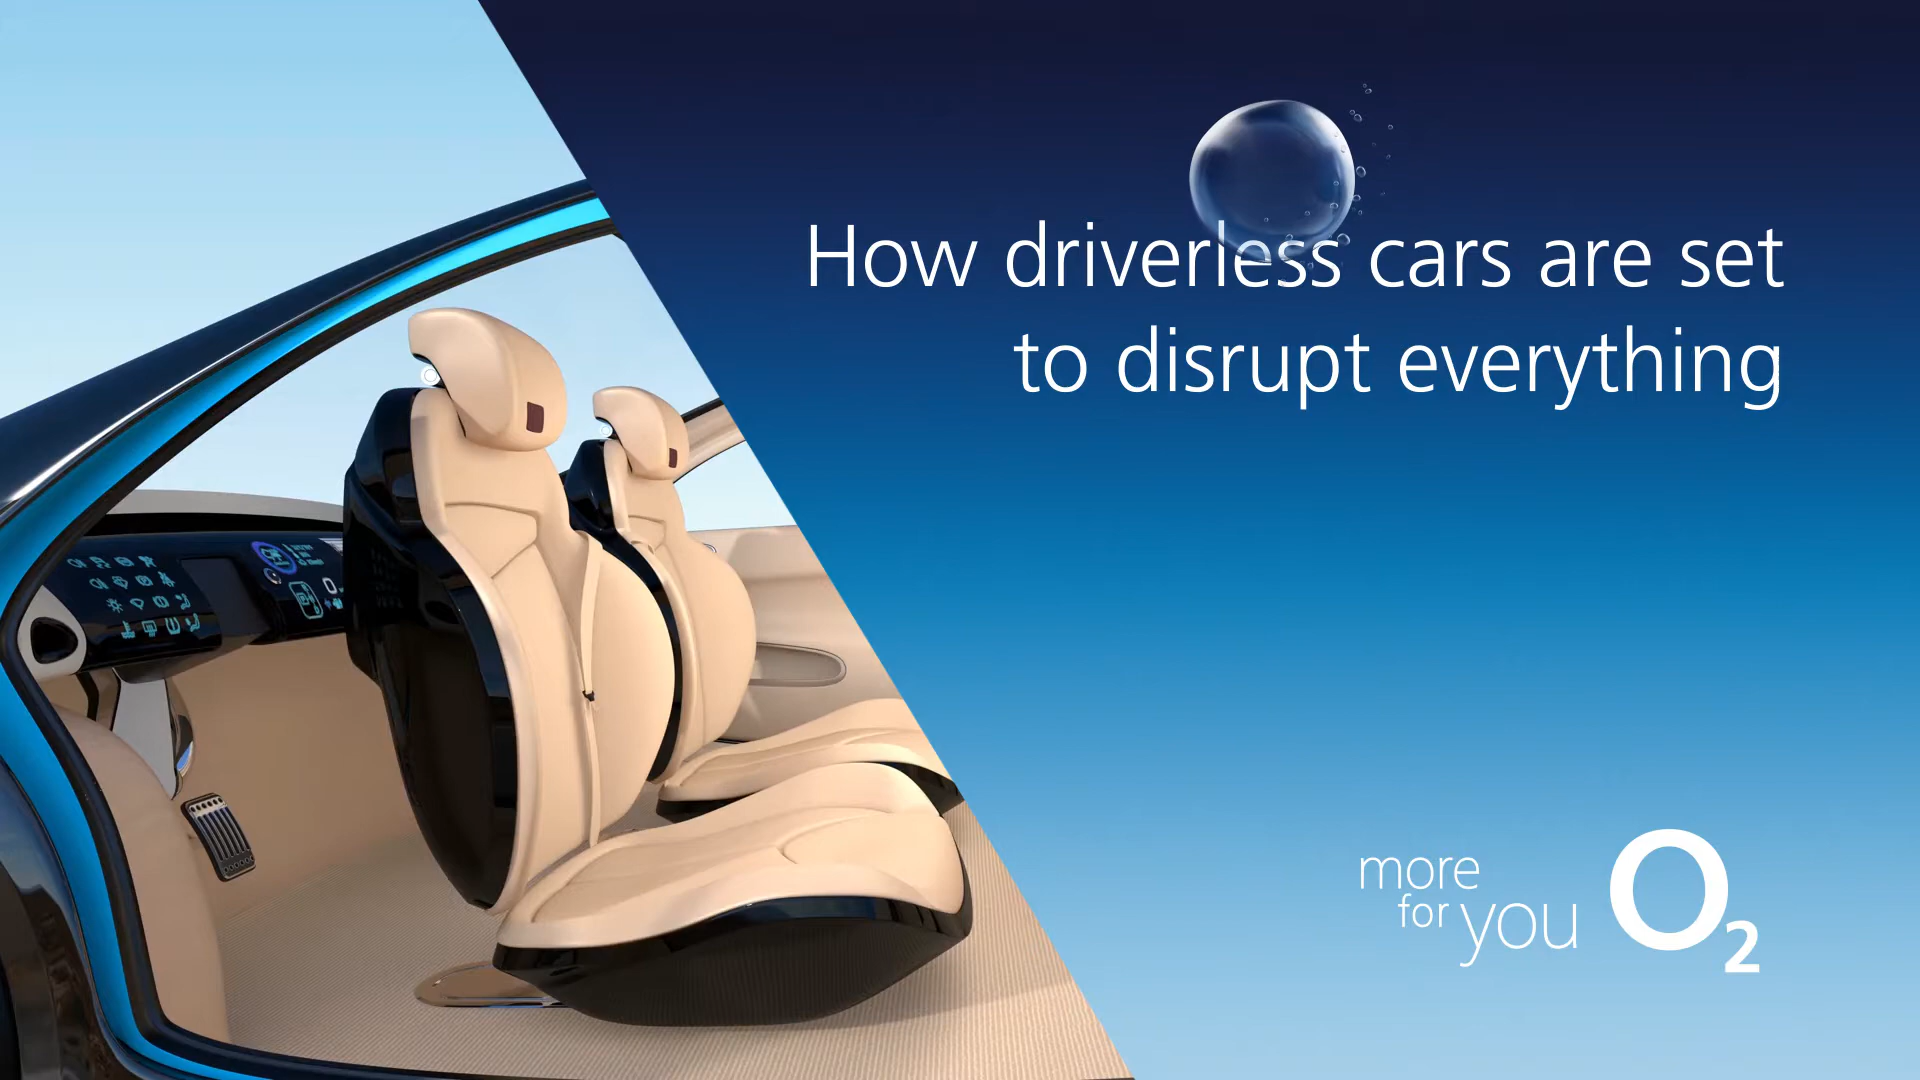 How driverless cars are set
to disrupt everything
more
for you
O2